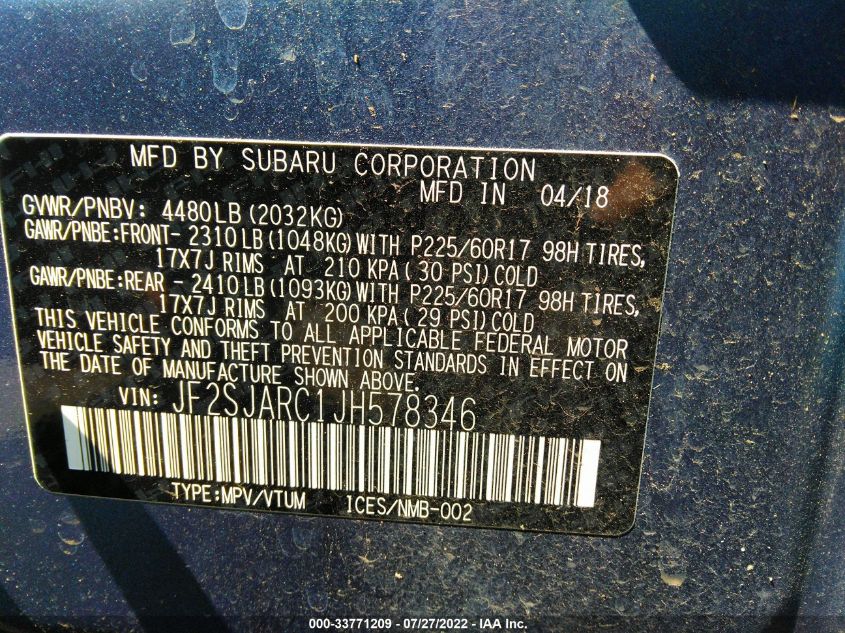 MFD BY SUBARU CORPORATION
MFD IN 04/18
GVWR/PNBV: 4480LB(2032KG)
GAWR/PNBE:FRONT- 2310LB(1048KG)WITH P225/60R17 98H TIRES,
17X7J RIMS AT 210 KPA( 30 PSI)COLD
GAWR/PNBE:REAR - 2410LB(1093KG)WITH P225/60R17 98H TIRES,
17X7J RIMS AT 200 KPA( 29 PSI)COLD
THIS VEHICLE CONFORMS TO ALL APPLICABLE FEDERAL MOTOR
VEHICLE SAFETY AND THEFT PREVENTION STANDARDS IN EFFECT ON
THE DATE OF MANUFACTURE SHOWN ABOVE.
VIN: JF2SJARC1JH578346
TYPE:MPV/VTUM ICES/NMB-002
000-33771209 - 07/27/2022 - IAA Inc.